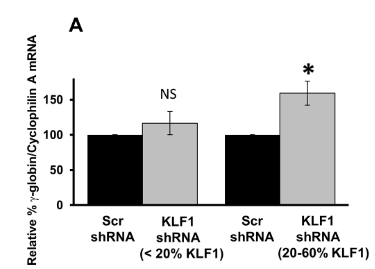 A
Relative % γ-globin/Cyclophilin A mRNA
150
100
50
0
NS
*
Scr
shRNA
KLF1
shRNA
(< 20% KLF1)
Scr
shRNA
KLF1
shRNA
(20-60% KLF1)